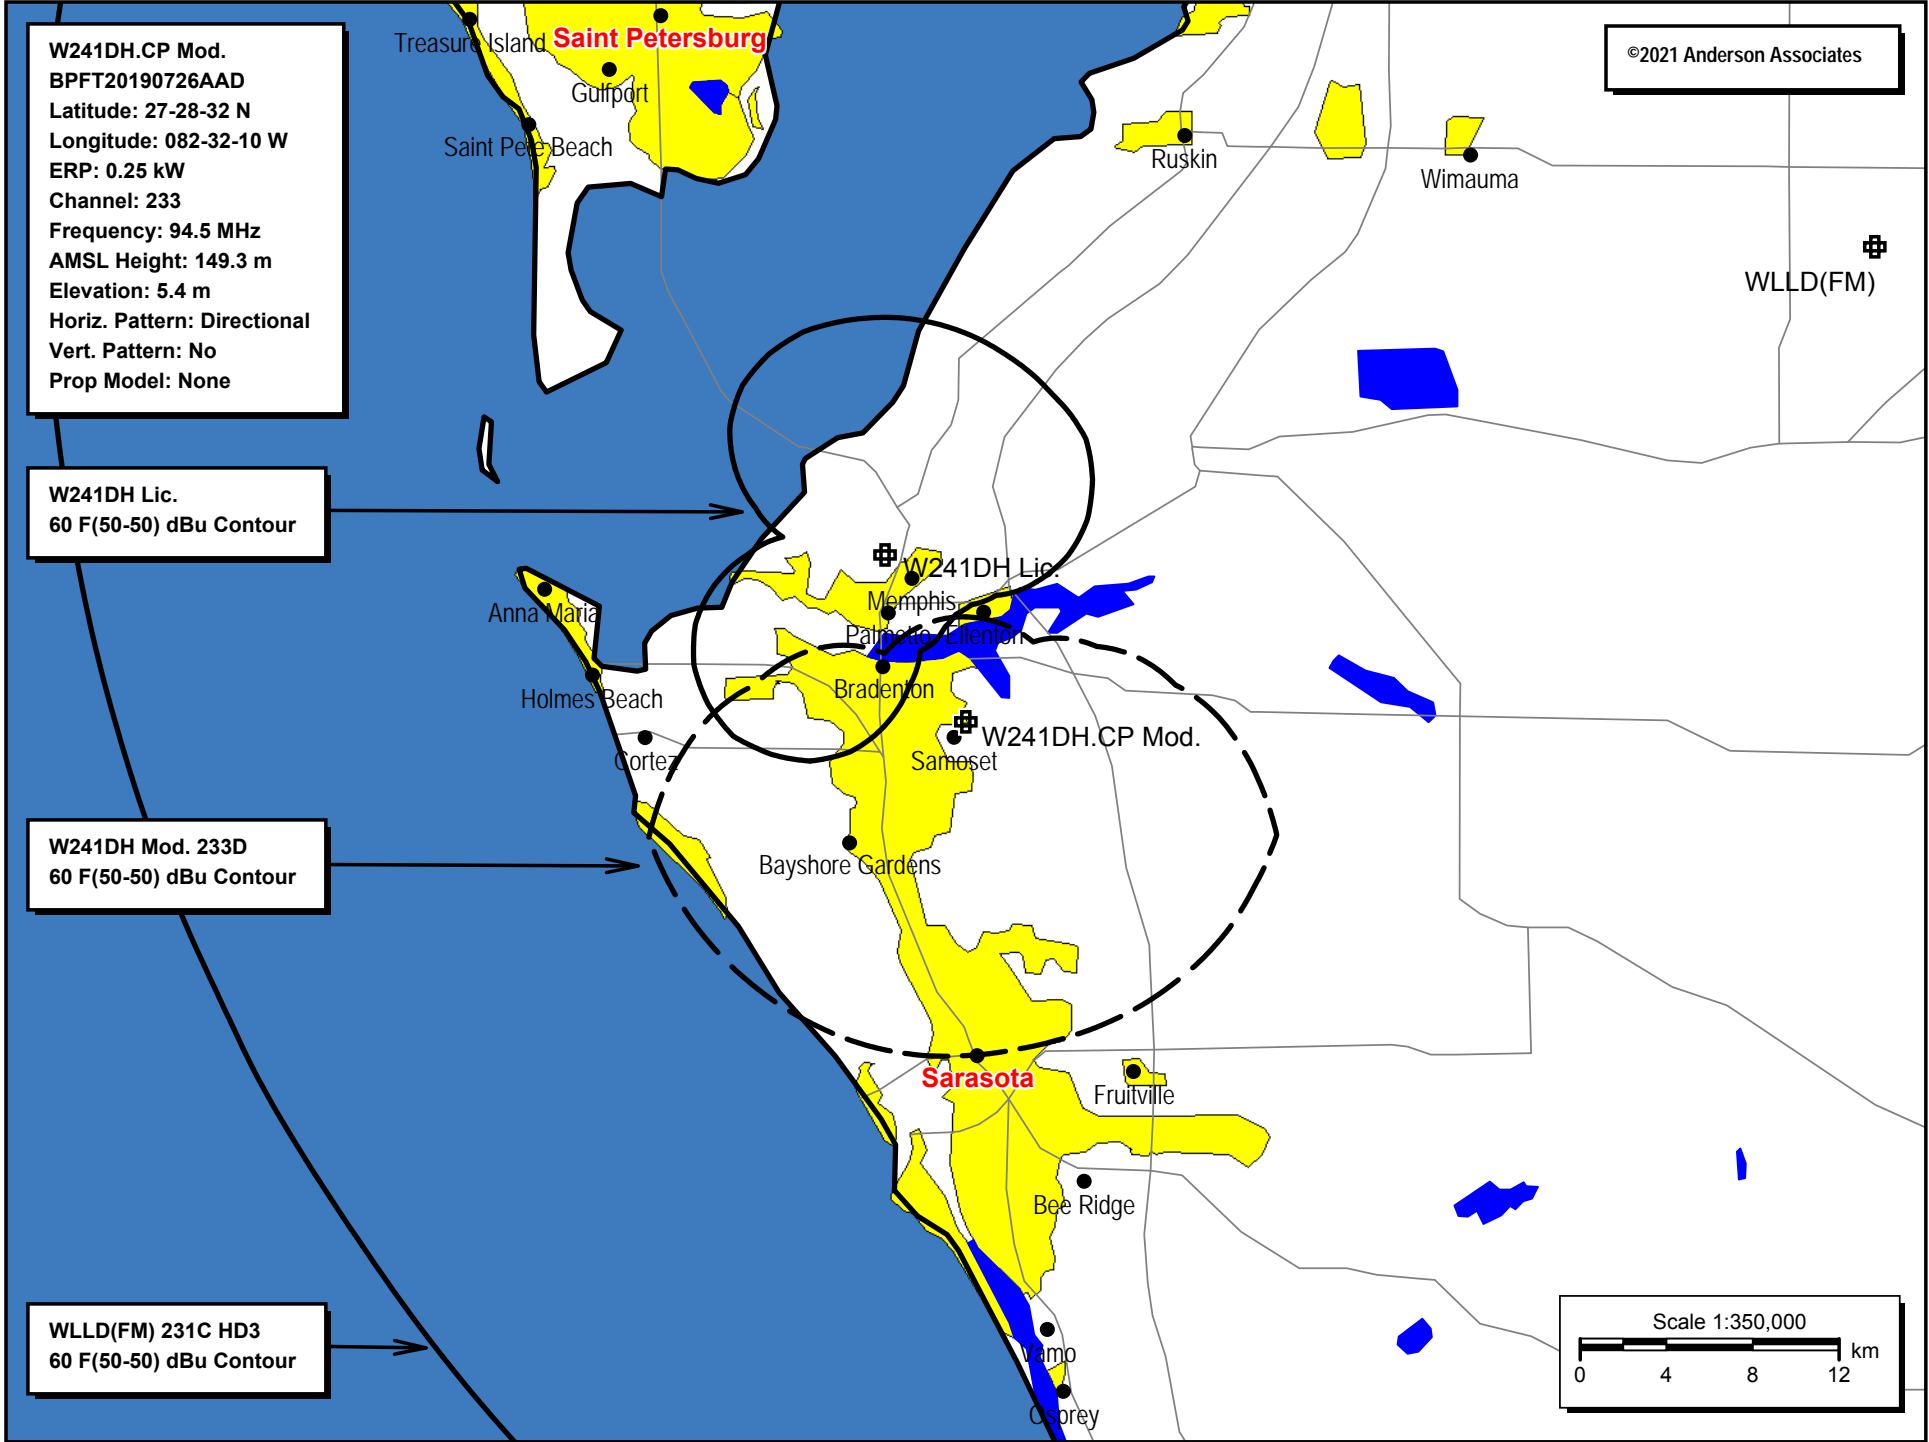 W241DH.CP Mod.
BPFT20190726AAD
Latitude: 27-28-32 N
Longitude: 082-32-10 W
ERP: 0.25 kW
Channel: 233
Frequency: 94.5 MHz
AMSL Height: 149.3 m
Elevation: 5.4 m
Horiz. Pattern: Directional
Vert. Pattern: No
Prop Model: None
©2021 Anderson Associates
Treasure Island
Saint Petersburg
Gulfport
Saint Pete Beach
Ruskin
Wimauma
WLLD(FM)
W241DH Lic.
60 F(50-50) dBu Contour
W241DH Lic.
Memphis
Anna Maria
Palmetto
Ellenton
Holmes Beach
Bradenton
W241DH.CP Mod.
Cortez
Samoset
W241DH Mod. 233D
60 F(50-50) dBu Contour
Bayshore Gardens
Sarasota
Fruitville
Bee Ridge
WLLD(FM) 231C HD3
60 F(50-50) dBu Contour
Vamo
Osprey
Scale 1:350,000
km
0 4 8 12